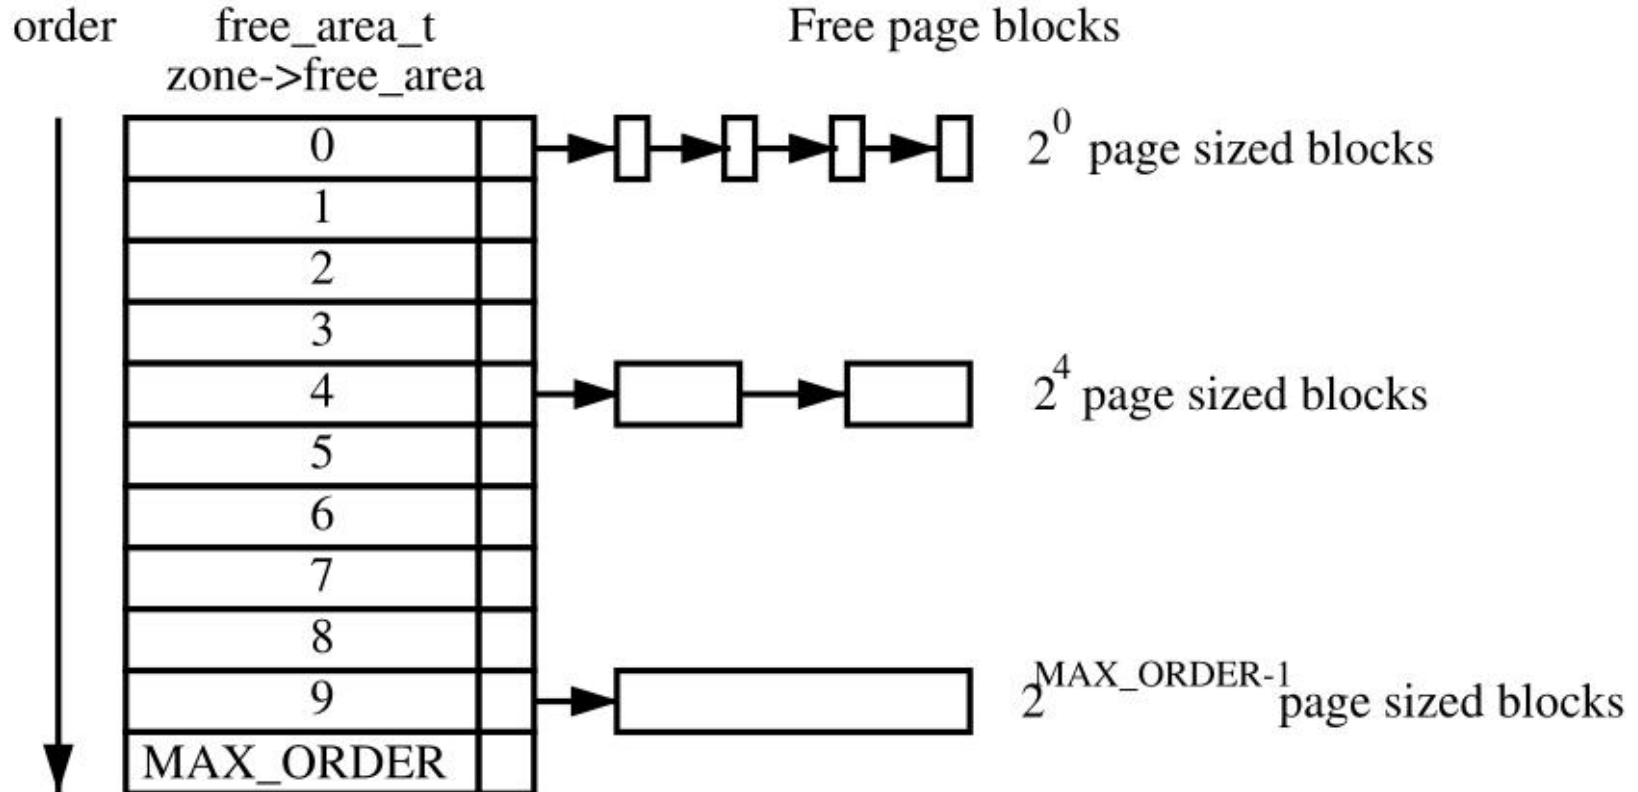 order free_area_t Free page blocks
zone->free_area
0 2^0 page sized blocks
1
2
3
4 2^4 page sized blocks
5
6
7
8
9 2^MAX_ORDER-1 page sized blocks
MAX_ORDER